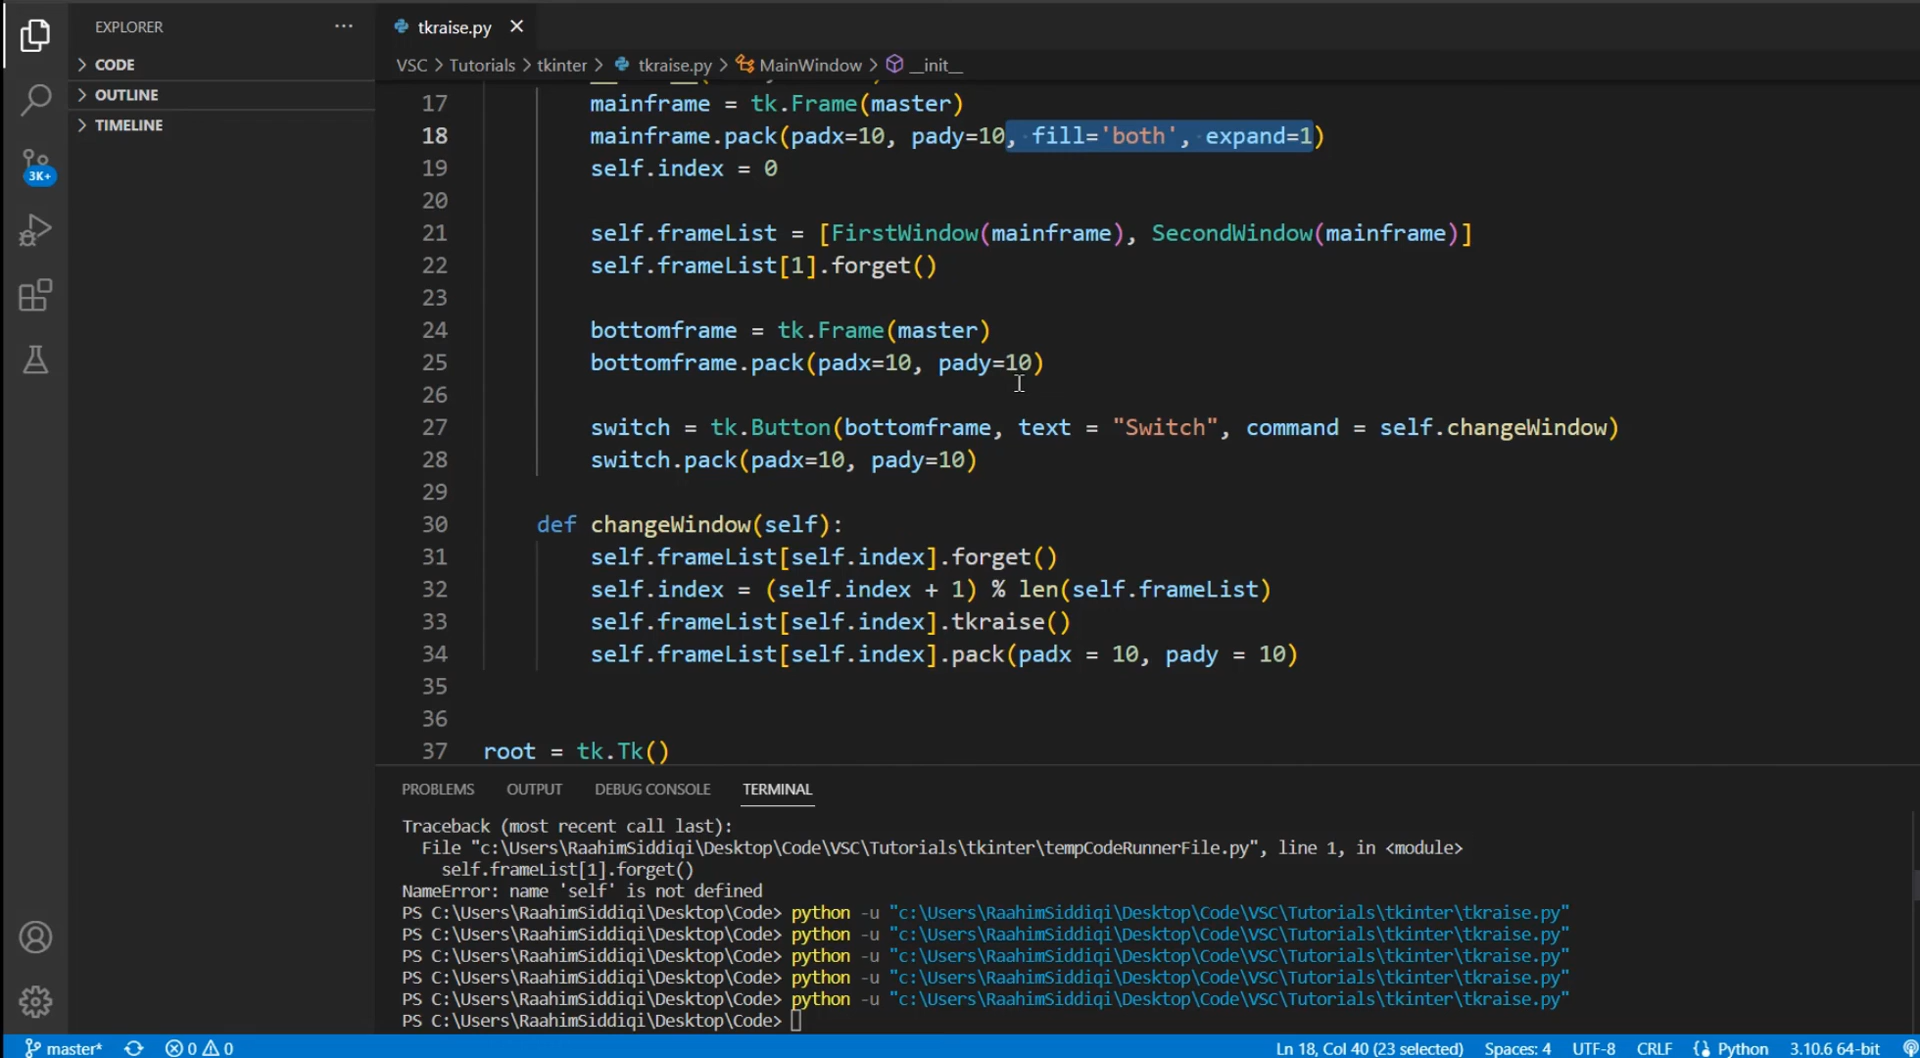 EXPLORER
CODE
OUTLINE
TIMELINE
3K+
tkraise.py
VSC > Tutorials > tkinter > tkraise.py > MainWindow > __init__
17 mainframe = tk.Frame(master)
18 mainframe.pack(padx=10, pady=10, fill='both', expand=1)
19 self.index = 0
20
21 self.frameList = [FirstWindow(mainframe), SecondWindow(mainframe)]
22 self.frameList[1].forget()
23
24 bottomframe = tk.Frame(master)
25 bottomframe.pack(padx=10, pady=10)
26
27 switch = tk.Button(bottomframe, text = "Switch", command = self.changeWindow)
28 switch.pack(padx=10, pady=10)
29
30 def changeWindow(self):
31 self.frameList[self.index].forget()
32 self.index = (self.index + 1) % len(self.frameList)
33 self.frameList[self.index].tkraise()
34 self.frameList[self.index].pack(padx = 10, pady = 10)
35
36
37 root = tk.Tk()
PROBLEMS OUTPUT DEBUG CONSOLE TERMINAL
Traceback (most recent call last):
File "c:\Users\RaahimSiddiqi\Desktop\Code\VSC\Tutorials\tkinter\tempCodeRunnerFile.py", line 1, in <module>
self.frameList[1].forget()
NameError: name 'self' is not defined
PS C:\Users\RaahimSiddiqi\Desktop\Code> python -u "c:\Users\RaahimSiddiqi\Desktop\Code\VSC\Tutorials\tkinter\tkraise.py"
PS C:\Users\RaahimSiddiqi\Desktop\Code> python -u "c:\Users\RaahimSiddiqi\Desktop\Code\VSC\Tutorials\tkinter\tkraise.py"
PS C:\Users\RaahimSiddiqi\Desktop\Code> python -u "c:\Users\RaahimSiddiqi\Desktop\Code\VSC\Tutorials\tkinter\tkraise.py"
PS C:\Users\RaahimSiddiqi\Desktop\Code> python -u "c:\Users\RaahimSiddiqi\Desktop\Code\VSC\Tutorials\tkinter\tkraise.py"
PS C:\Users\RaahimSiddiqi\Desktop\Code> python -u "c:\Users\RaahimSiddiqi\Desktop\Code\VSC\Tutorials\tkinter\tkraise.py"
PS C:\Users\RaahimSiddiqi\Desktop\Code>
master* 0 0 Ln 18, Col 40 (23 selected) Spaces: 4 UTF-8 CRLF Python 3.10.6 64-bit